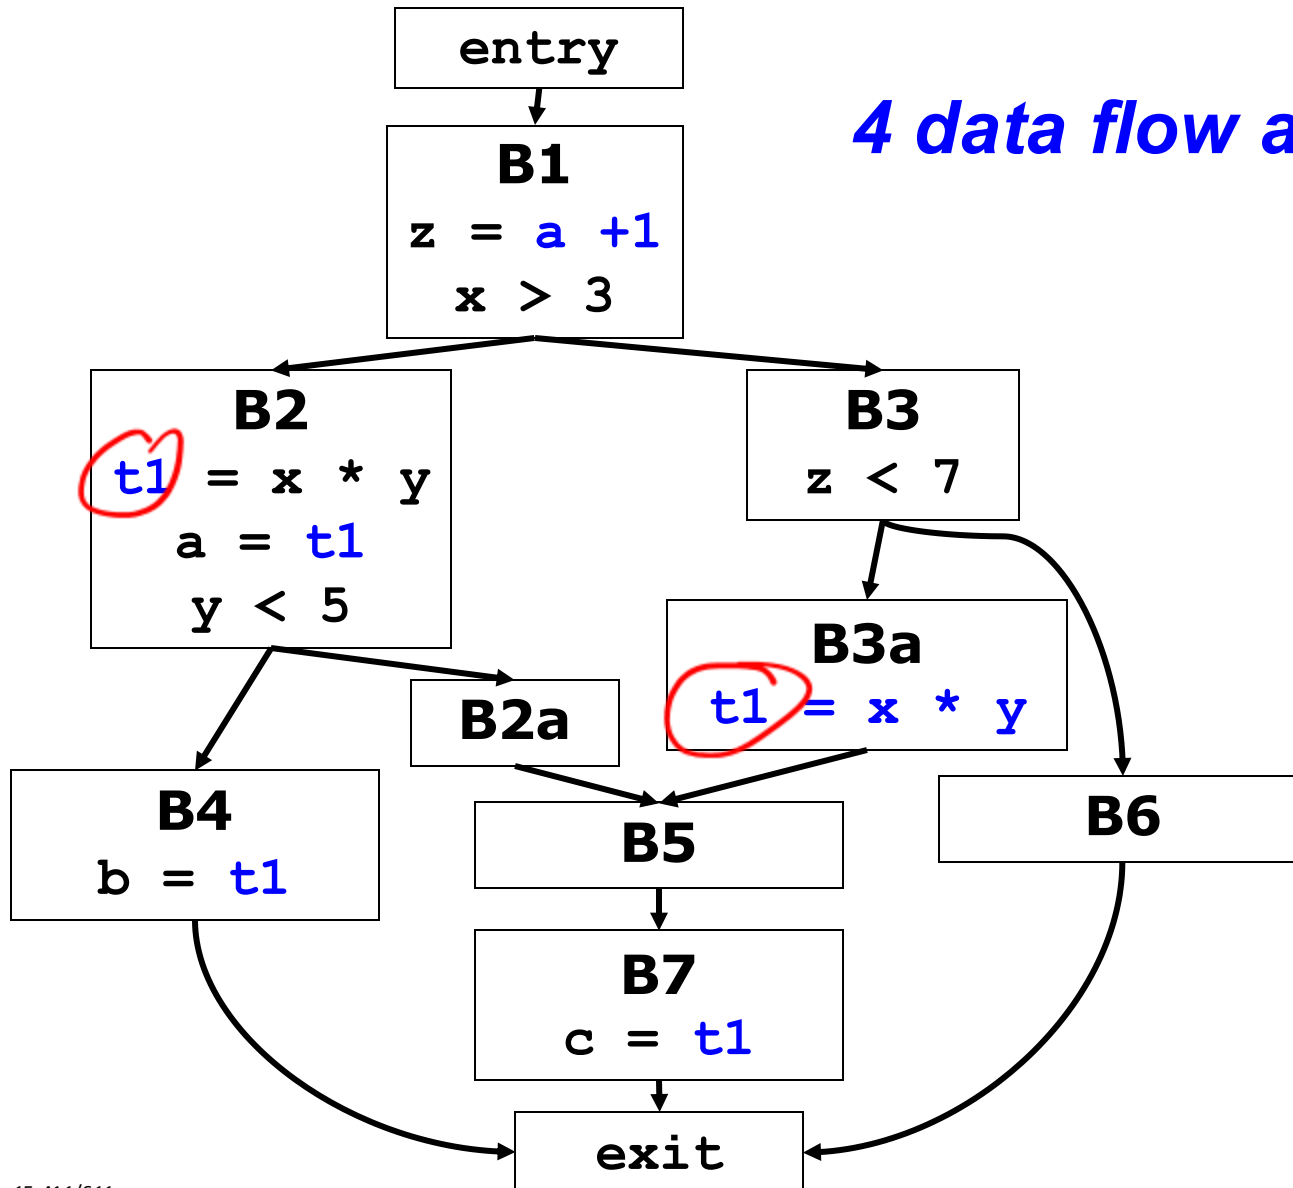 entry
4 data flow a
B1
z = a +1
x > 3
B2
t1 = x * y
a = t1
y < 5
B3
z < 7
B3a
t1 = x * y
B2a
B4
b = t1
B5
B6
B7
c = t1
exit